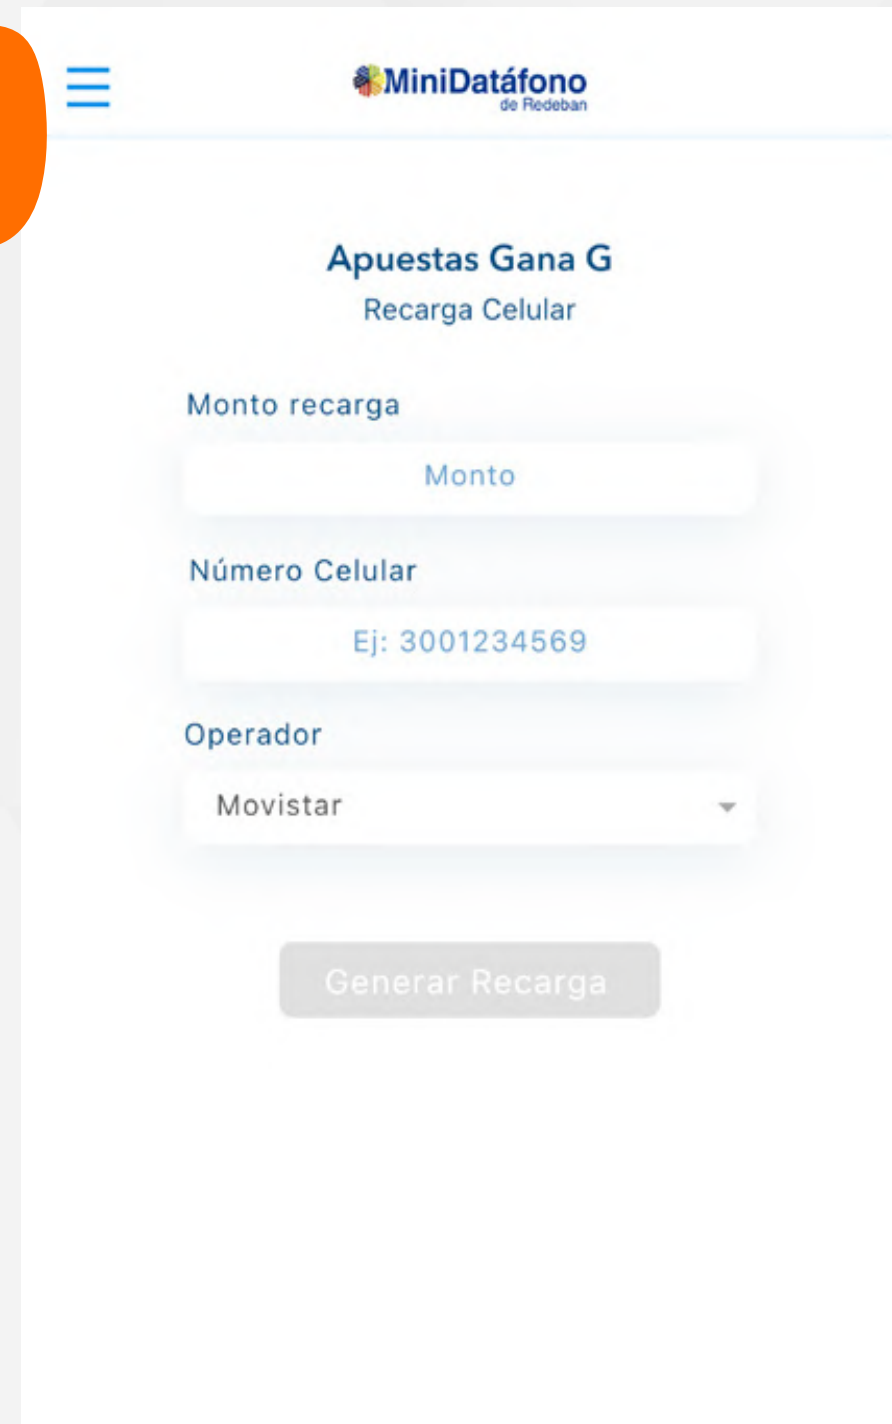 MiniDatáfono
de Redeban
Apuestas Gana G
Recarga Celular
Monto recarga
Monto
Número Celular
Ej: 3001234569
Operador
Movistar
Generar Recarga